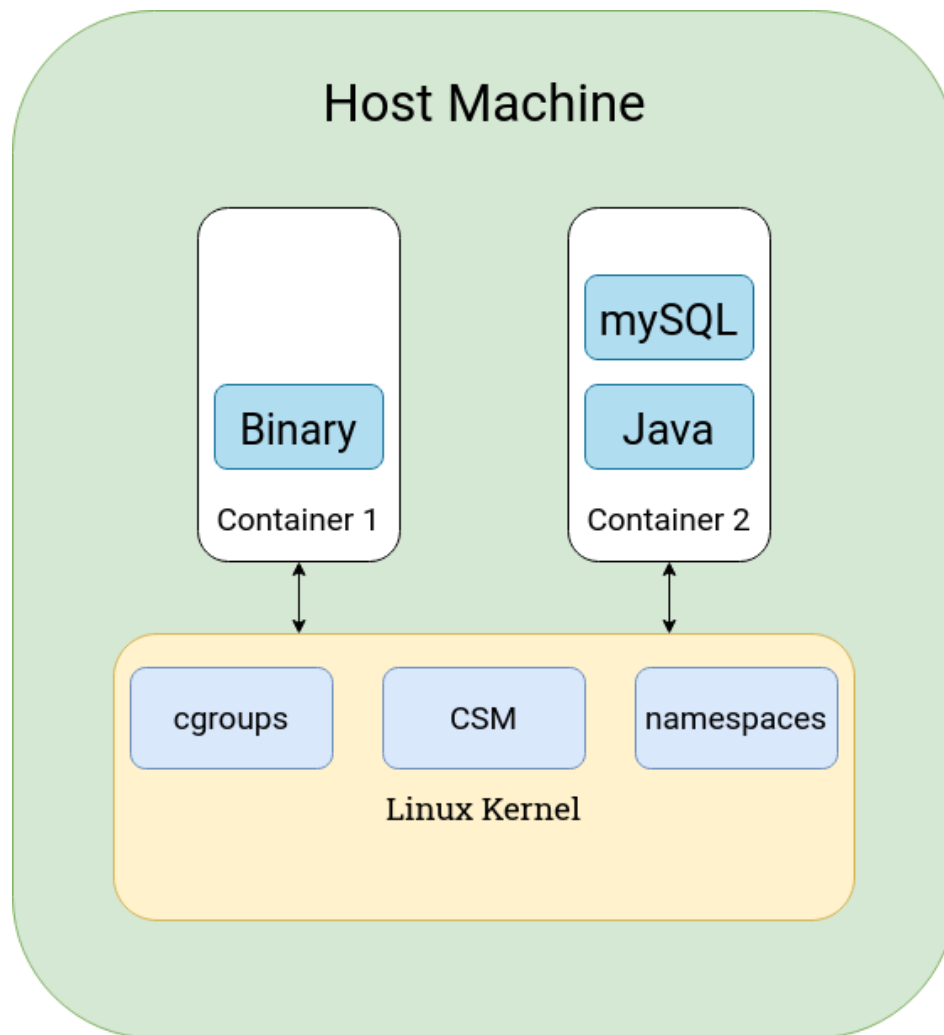 Host Machine
mySQL
Binary
Java
Container 1
Container 2
cgroups
CSM
namespaces
Linux Kernel